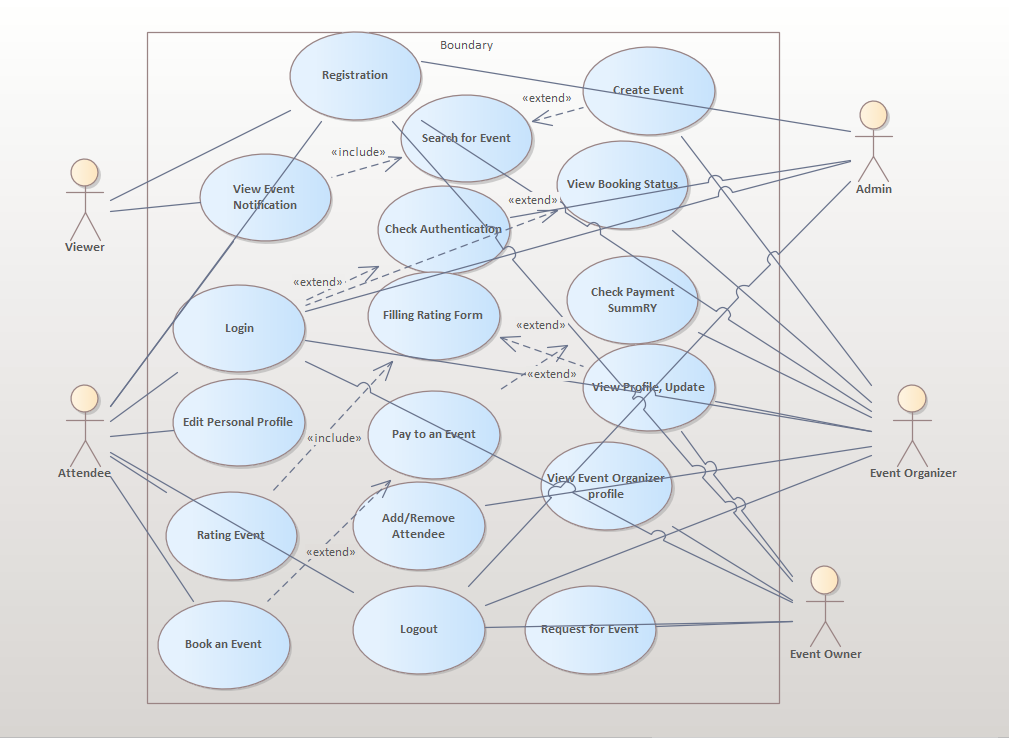 Boundary
Registration
Create Event
«extend»
Search for Event
«include»
View Event
Notification
View Booking Status
Admin
«extend»
Check Authentication
Viewer
«extend»
Check Payment
SummRY
Filling Rating Form
Login
«extend»
«extend»
View Profile, Update
Edit Personal Profile
Pay to an Event
«include»
Attendee
Event Organizer
View Event Organizer
profile
Add/Remove
Attendee
Rating Event
«extend»
Logout
Request for Event
Book an Event
Event Owner